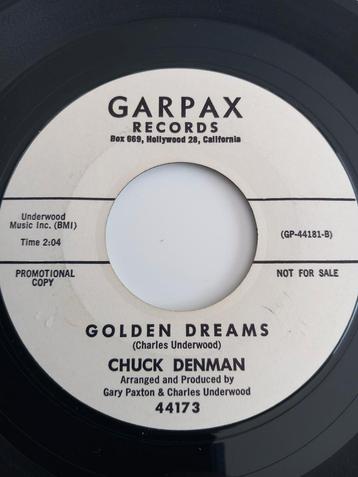 GARPAX
RECORDS
Box 669, Hollywood 28, California
Underwood
Music Inc. (BMI)
Time 2:04
(GP-44181-B)
PROMOTIONAL
COPY
NOT FOR SALE
GOLDEN DREAMS
(Charles Underwood)
CHUCK DENMAN
Arranged and Produced by
Gary Paxton & Charles Underwood
44173